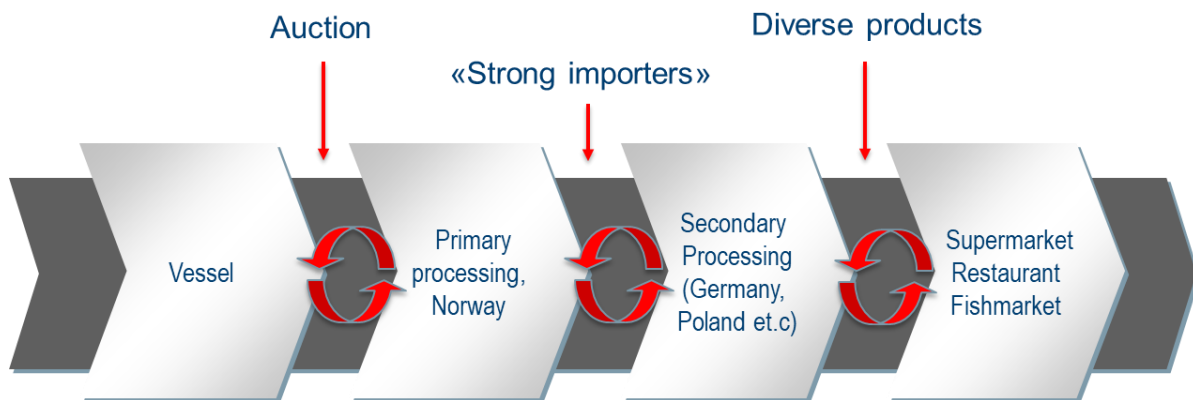 Auction
«Strong importers»
Diverse products
Vessel
Primary
processing,
Norway
Secondary
Processing
(Germany,
Poland et.c)
Supermarket
Restaurant
Fishmarket